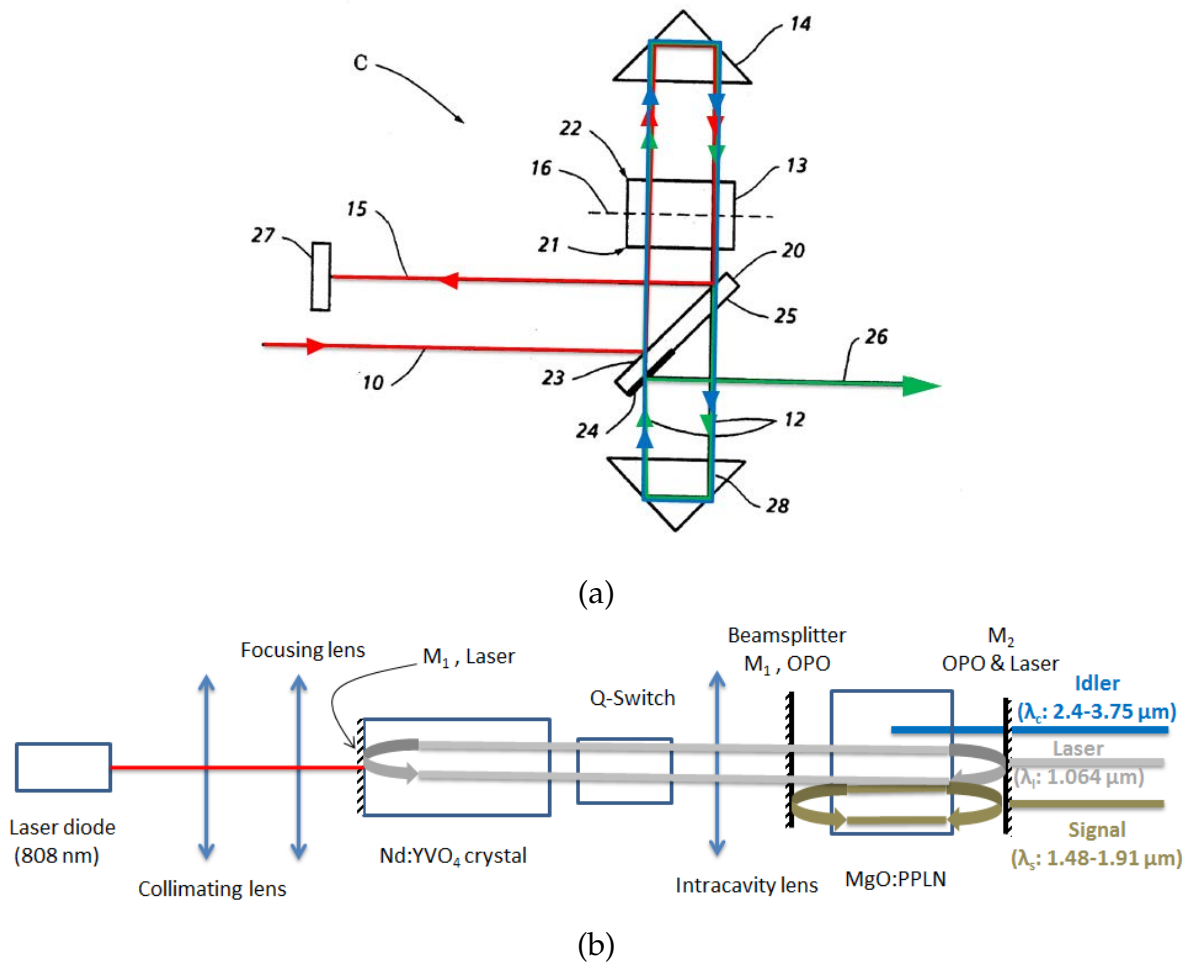 14
C
22
13
16
27
15
21
20
25
26
10
23
24
12
28
(a)
Beamsplitter
M₁ , OPO
M₂
OPO & Laser
Focusing lens
M₁ , Laser
Q-Switch
Idler
(λc: 2.4-3.75 µm)
Laser
(λl: 1.064 µm)
Signal
(λs: 1.48-1.91 µm)
Laser diode
(808 nm)
Nd:YVO₄ crystal
Collimating lens
Intracavity lens
MgO:PPLN
(b)